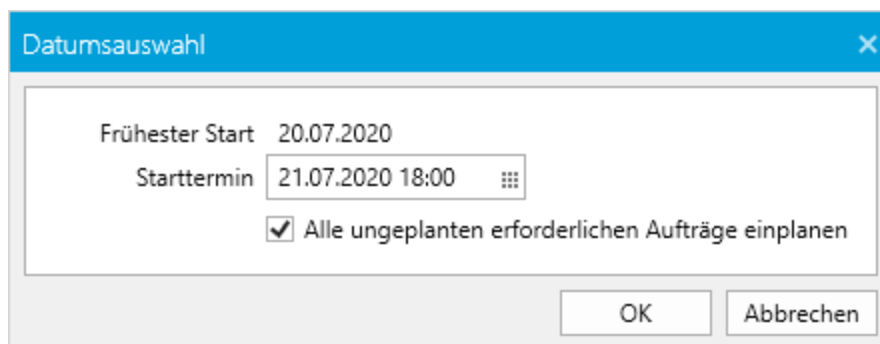 Datumsauswahl
Frühester Start 20.07.2020
Starttermin 21.07.2020 18:00
Alle ungeplanten erforderlichen Aufträge einplanen
OK Abbrechen